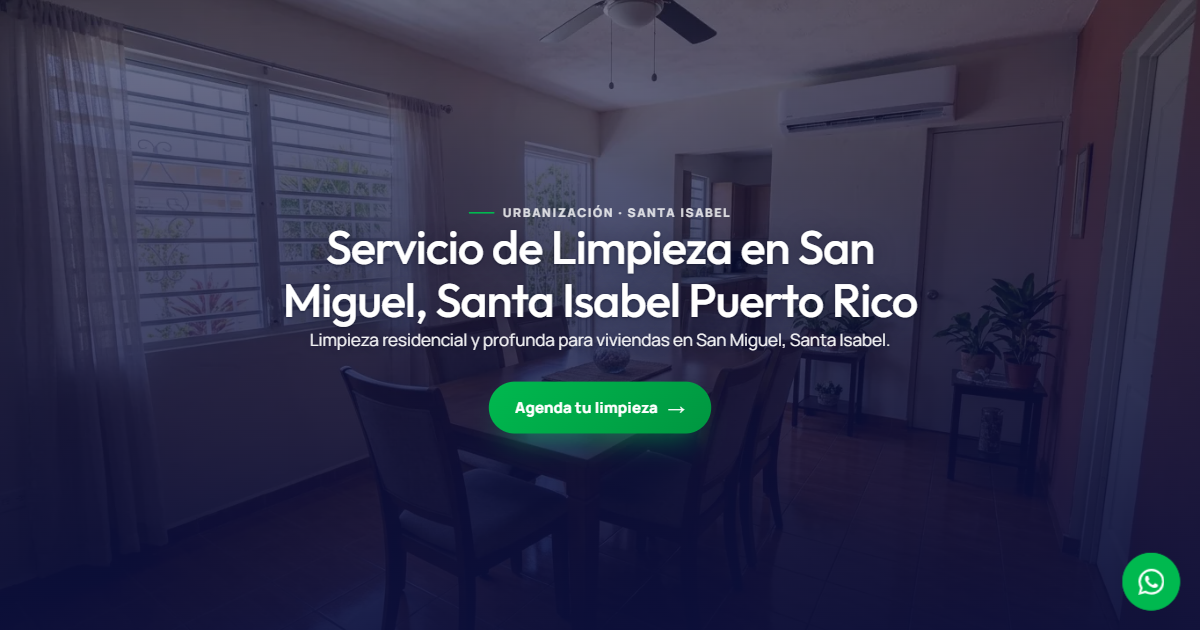 URBANIZACIÓN · SANTA ISABEL
Servicio de Limpieza en San
Miguel, Santa Isabel Puerto Rico
Limpieza residencial y profunda para viviendas en San Miguel, Santa Isabel.
Agenda tu limpieza →